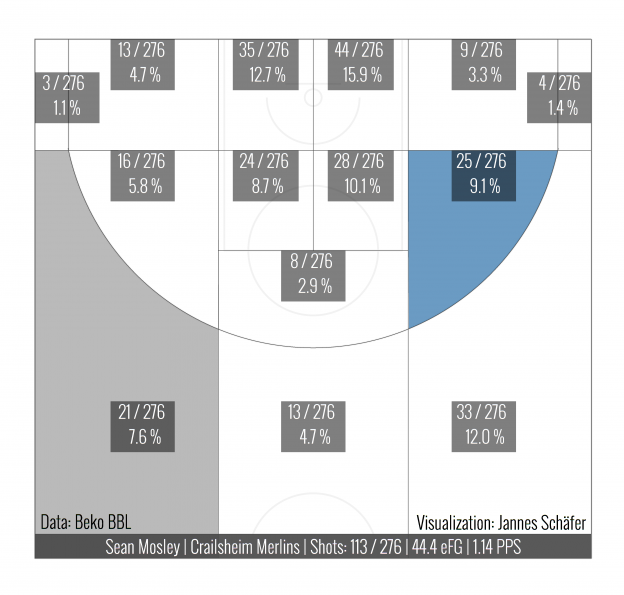 13 / 276
4.7 %
35 / 276
12.7 %
44 / 276
15.9 %
9 / 276
3.3 %
3 / 276
1.1 %
4 / 276
1.4 %
16 / 276
5.8 %
24 / 276
8.7 %
28 / 276
10.1 %
25 / 276
9.1 %
8 / 276
2.9 %
21 / 276
7.6 %
13 / 276
4.7 %
33 / 276
12.0 %
Data: Beko BBL
Visualization: Jannes Schäfer
Sean Mosley | Crailsheim Merlins | Shots: 113 / 276 | 44.4 eFG | 1.14 PPS